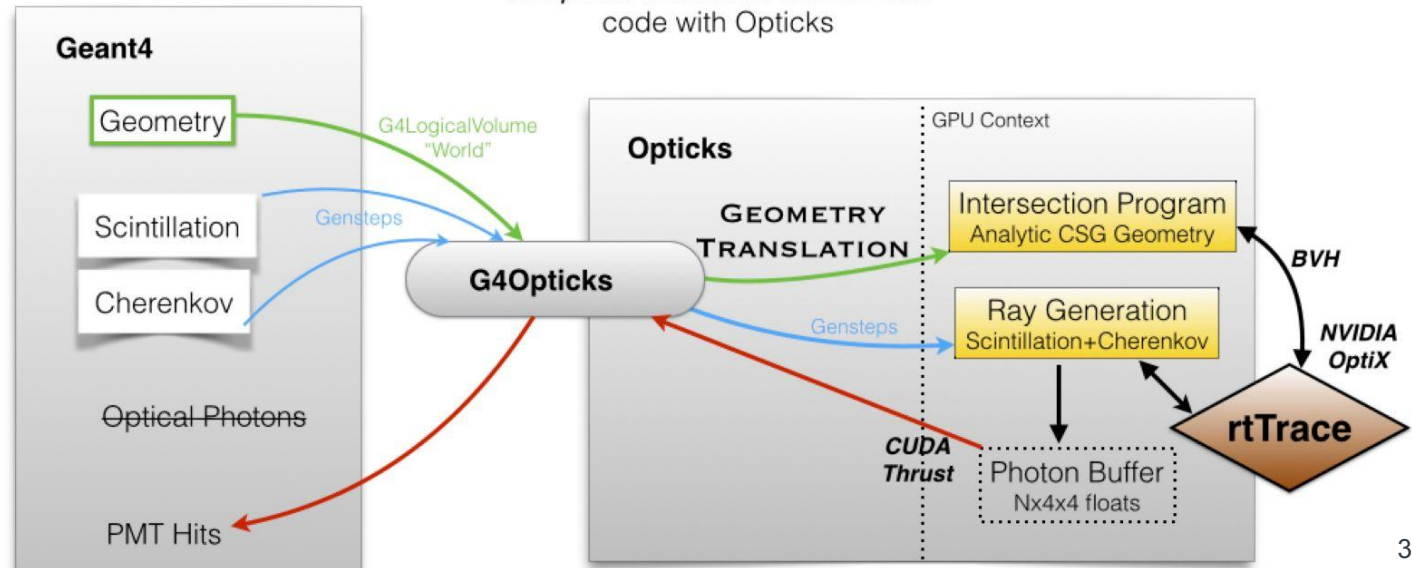 code with Opticks
Geant4
Geometry
G4LogicalVolume
"World"
Scintillation
Gensteps
Cherenkov
Optical Photons
PMT Hits
G4Opticks
Opticks
GPU Context
GEOMETRY
TRANSLATION
Intersection Program
Analytic CSG Geometry
BVH
Gensteps
Ray Generation
Scintillation+Cherenkov
NVIDIA
OptiX
rtTrace
CUDA
Thrust
Photon Buffer
Nx4x4 floats
3